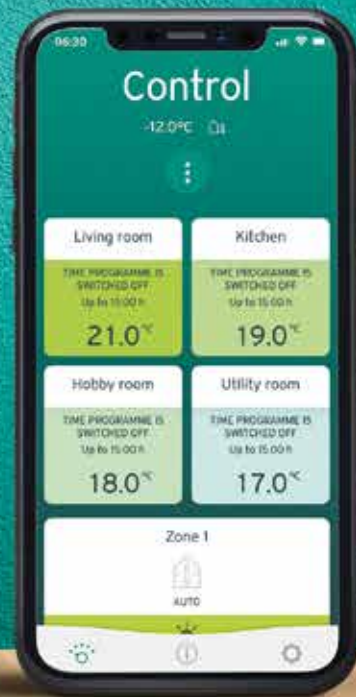 06:30
Control
-12.0°C
Living room
Kitchen
TIME PROGRAMME IS
SWITCHED OFF
Up to 15:00 h
21.0°C
TIME PROGRAMME IS
SWITCHED OFF
Up to 15:00 h
19.0°C
Hobby room
Utility room
TIME PROGRAMME IS
SWITCHED OFF
Up to 15:00 h
18.0°C
TIME PROGRAMME IS
SWITCHED OFF
Up to 15:00 h
17.0°C
Zone 1
AUTO